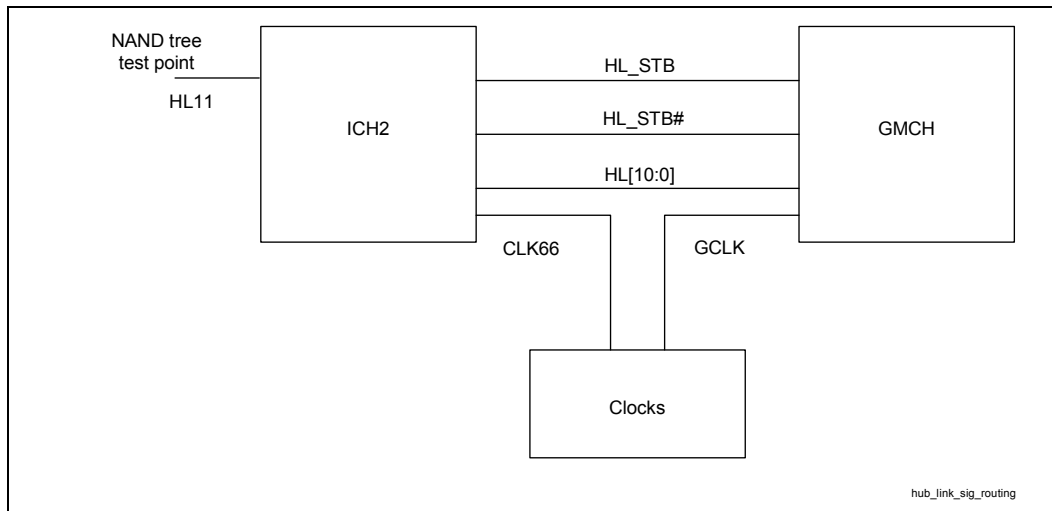 NAND tree
test point
HL11
ICH2
HL_STB
HL_STB#
HL[10:0]
GMCH
CLK66
GCLK
Clocks
hub_link_sig_routing